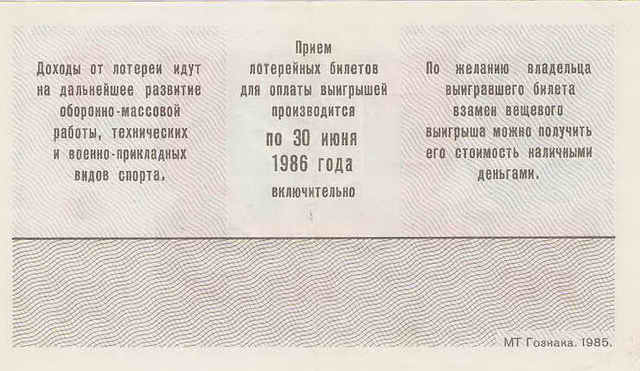 Доходы от лотереи идут
на дальнейшее развитие
оборонно-массовой
работы, технических
и военно-прикладных
видов спорта.
Прием
лотерейных билетов
для оплаты выигрышей
производится
по 30 июня
1986 года
включительно
По желанию владельца
выигравшего билета
взамен вещевого
выигрыша можно получить
его стоимость наличными
деньгами.
МТ Гознака. 1985.